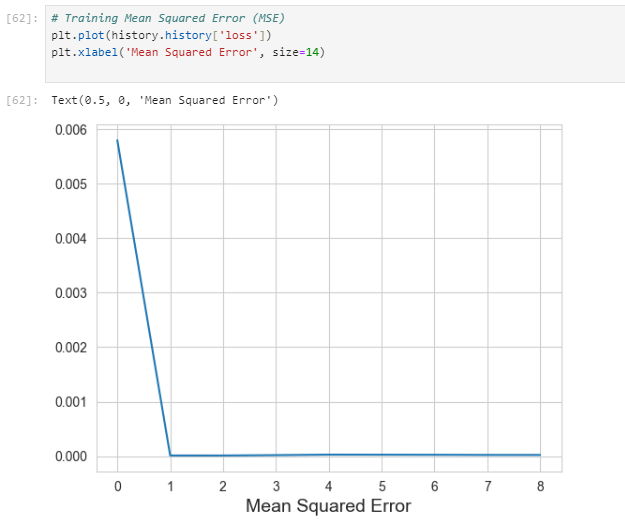 [62]: # Training Mean Squared Error (MSE)
plt.plot(history.history['loss'])
plt.xlabel('Mean Squared Error', size=14)
[62]: Text(0.5, 0, 'Mean Squared Error')
0.006
0.005
0.004
0.003
0.002
0.001
0.000
0 1 2 3 4 5 6 7 8
Mean Squared Error